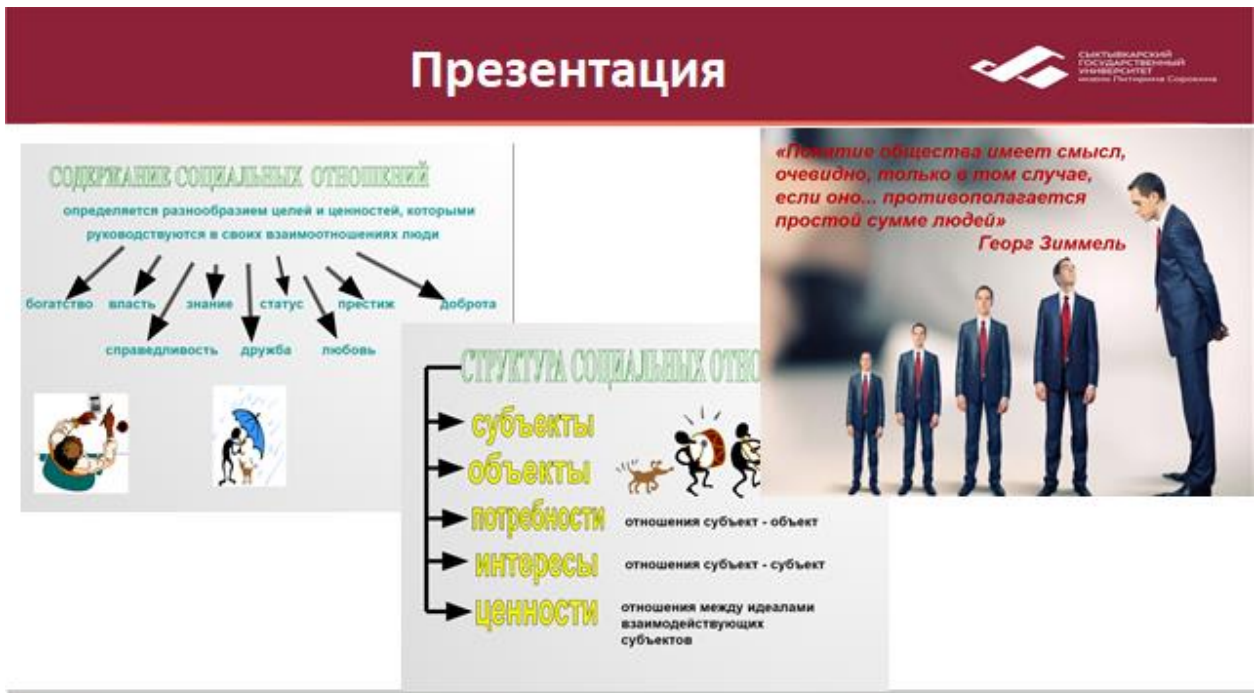 Презентация
СЫКТЫВКАРСКИЙ
ГОСУДАРСТВЕННЫЙ
УНИВЕРСИТЕТ
имени Питирима Сорокина
СОДЕРЖАНИЕ СОЦИАЛЬНЫХ ОТНОШЕНИЙ
определяется разнообразием целей и ценностей, которыми
руководствуются в своих взаимоотношениях люди
богатство власть знание статус престиж доброта
справедливость дружба любовь
«Понятие общества имеет смысл,
очевидно, только в том случае,
если оно... противополагается
простой сумме людей»
Георг Зиммель
СТРУКТУРА СОЦИАЛЬНЫХ ОТНО
субъекты
объекты
потребности отношения субъект - объект
интересы отношения субъект - субъект
ценности отношения между идеалами
взаимодействующих
субъектов